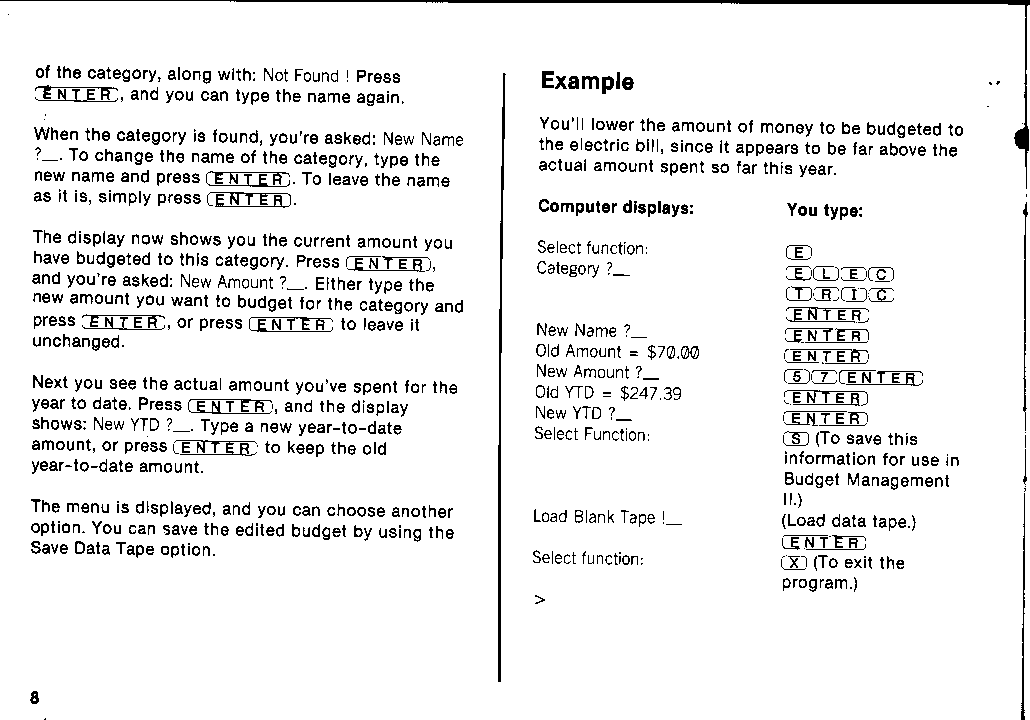 of the category, along with: Not Found ! Press
ENTER, and you can type the name again.
When the category is found, you're asked: New Name
?_. To change the name of the category, type the
new name and press ENTER. To leave the name
as it is, simply press ENTER.
The display now shows you the current amount you
have budgeted to this category. Press ENTER,
and you're asked: New Amount ?_. Either type the
new amount you want to budget for the category and
press ENTER, or press ENTER to leave it
unchanged.
Next you see the actual amount you've spent for the
year to date. Press ENTER, and the display
shows: New YTD ?_. Type a new year-to-date
amount, or press ENTER to keep the old
year-to-date amount.
The menu is displayed, and you can choose another
option. You can save the edited budget by using the
Save Data Tape option.
8
Example
You'll lower the amount of money to be budgeted to
the electric bill, since it appears to be far above the
actual amount spent so far this year.
Computer displays: You type:
Select function: E
Category ?_ E L E C
T R I C
ENTER
New Name ?_ ENTER
Old Amount = $70.00 ENTER
New Amount ?_ 5 7 ENTER
Old YTD = $247.39 ENTER
New YTD ?_ ENTER
Select Function: S (To save this
information for use in
Budget Management
II.)
Load Blank Tape !_ (Load data tape.)
ENTER
Select function: X (To exit the
program.)
>